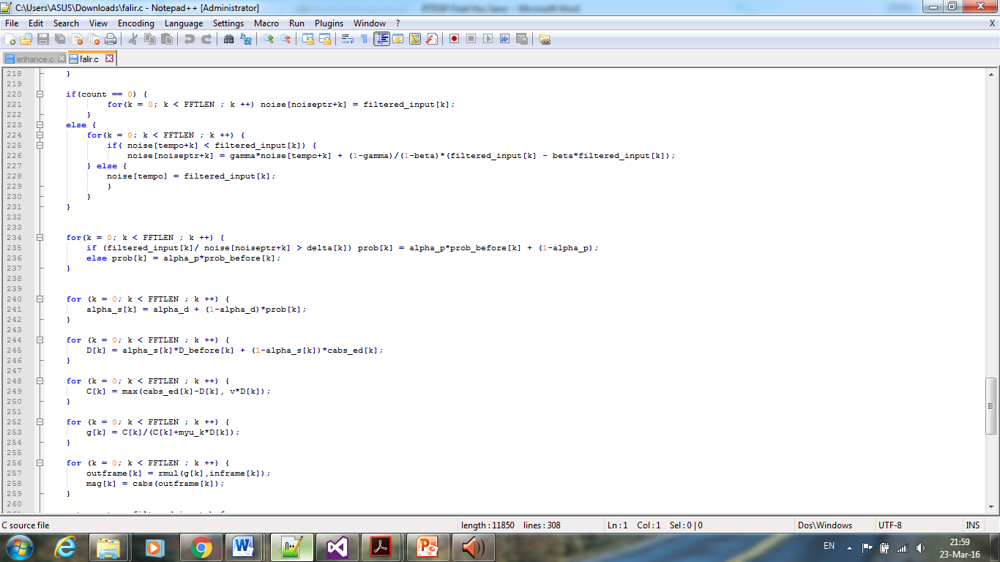 C:\Users\ASUS\Downloads\falir.c - Notepad++ [Administrator]
File Edit Search View Encoding Language Settings Macro Run Plugins Window ? X
enhance.c falir.c
218 }
219
220 if(count == 0) {
221 for(k = 0; k < FFTLEN ; k ++) noise[noiseptr+k] = filtered_input[k];
222 }
223 else {
224 for(k = 0; k < FFTLEN ; k ++) {
225 if( noise[tempo+k] < filtered_input[k]) {
226 noise[noiseptr+k] = gamma*noise[tempo+k] + (1-gamma)/(1-beta)*(filtered_input[k] - beta*filtered_input[k]);
227 } else {
228 noise[tempo] = filtered_input[k];
229 }
230 }
231 }
232
233
234 for(k = 0; k < FFTLEN ; k ++) {
235 if (filtered_input[k]/ noise[noiseptr+k] > delta[k]) prob[k] = alpha_p*prob_before[k] + (1-alpha_p);
236 else prob[k] = alpha_p*prob_before[k];
237 }
238
239
240 for (k = 0; k < FFTLEN ; k ++) {
241 alpha_s[k] = alpha_d + (1-alpha_d)*prob[k];
242 }
243
244 for (k = 0; k < FFTLEN ; k ++) {
245 D[k] = alpha_s[k]*D_before[k] + (1-alpha_s[k])*cabs_ed[k];
246 }
247
248 for (k = 0; k < FFTLEN ; k ++) {
249 C[k] = max(cabs_ed[k]-D[k], v*D[k]);
250 }
251
252 for (k = 0; k < FFTLEN ; k ++) {
253 g[k] = C[k]/(C[k]+myu_k*D[k]);
254 }
255
256 for (k = 0; k < FFTLEN ; k ++) {
257 outframe[k] = rmul(g[k],inframe[k]);
258 mag[k] = cabs(outframe[k]);
259 }
260
C source file length : 11850 lines : 308 Ln : 1 Col : 1 Sel : 0 | 0 Dos\Windows UTF-8 INS
EN 21:59
23-Mar-16